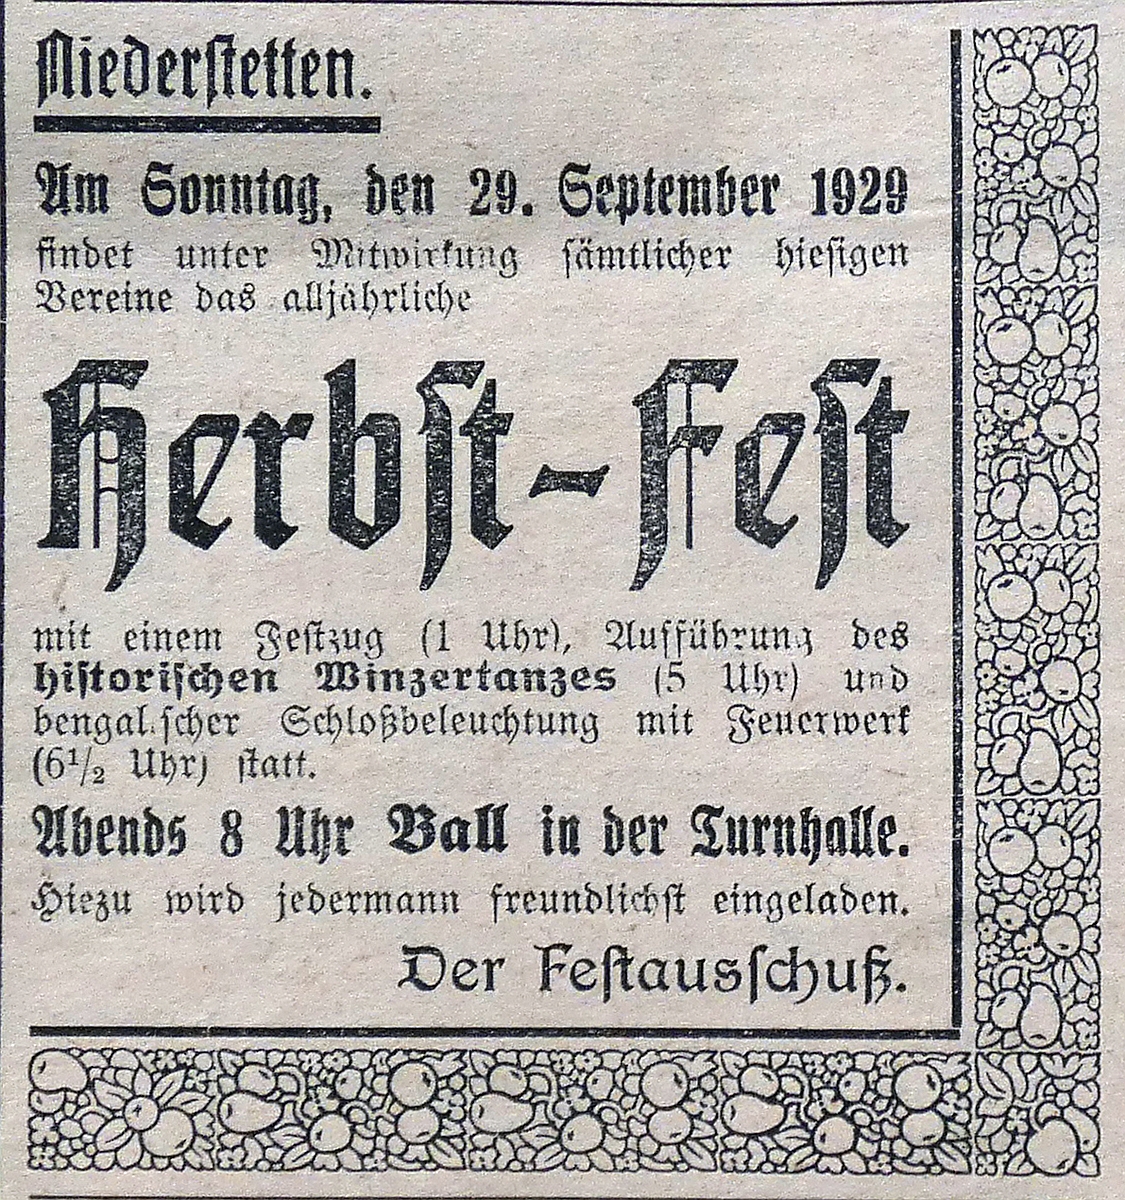 Niederstetten.
Am Sonntag, den 29. September 1929
findet unter Mitwirkung sämtlicher hiesigen
Vereine das alljährliche
Herbst-Fest
mit einem Festzug (1 Uhr), Aufführung des
historischen Winzertanzes (5 Uhr) und
bengalischer Schloßbeleuchtung mit Feuerwerk
(6½ Uhr) statt.
Abends 8 Uhr Ball in der Turnhalle.
Hiezu wird jedermann freundlichst eingeladen.
Der Festausschuß.